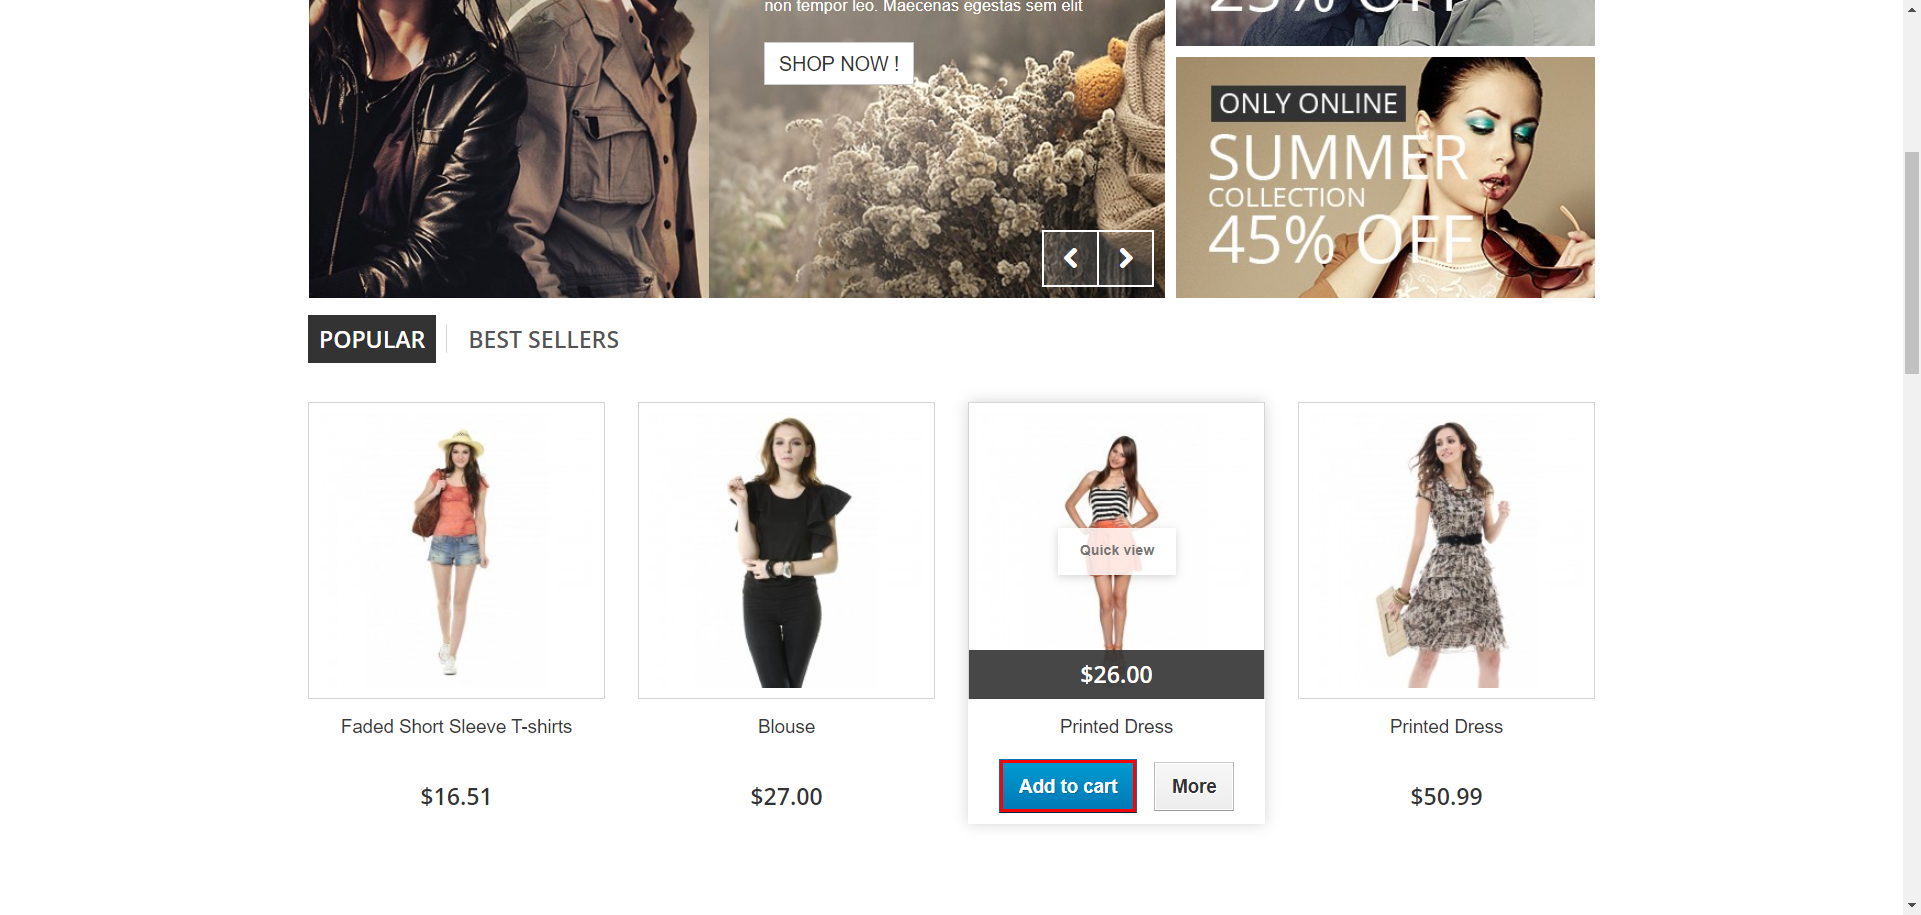 non tempor leo. Maecenas egestas sem elit
SHOP NOW !
25% OFF
ONLY ONLINE
SUMMER
COLLECTION
45% OFF
POPULAR
BEST SELLERS
Quick view
$26.00
Faded Short Sleeve T-shirts
Blouse
Printed Dress
Printed Dress
$16.51
$27.00
Add to cart
More
$50.99